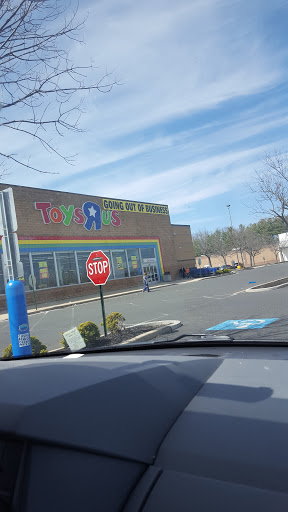 GOING OUT OF BUSINESS
TOYS R US
STOP